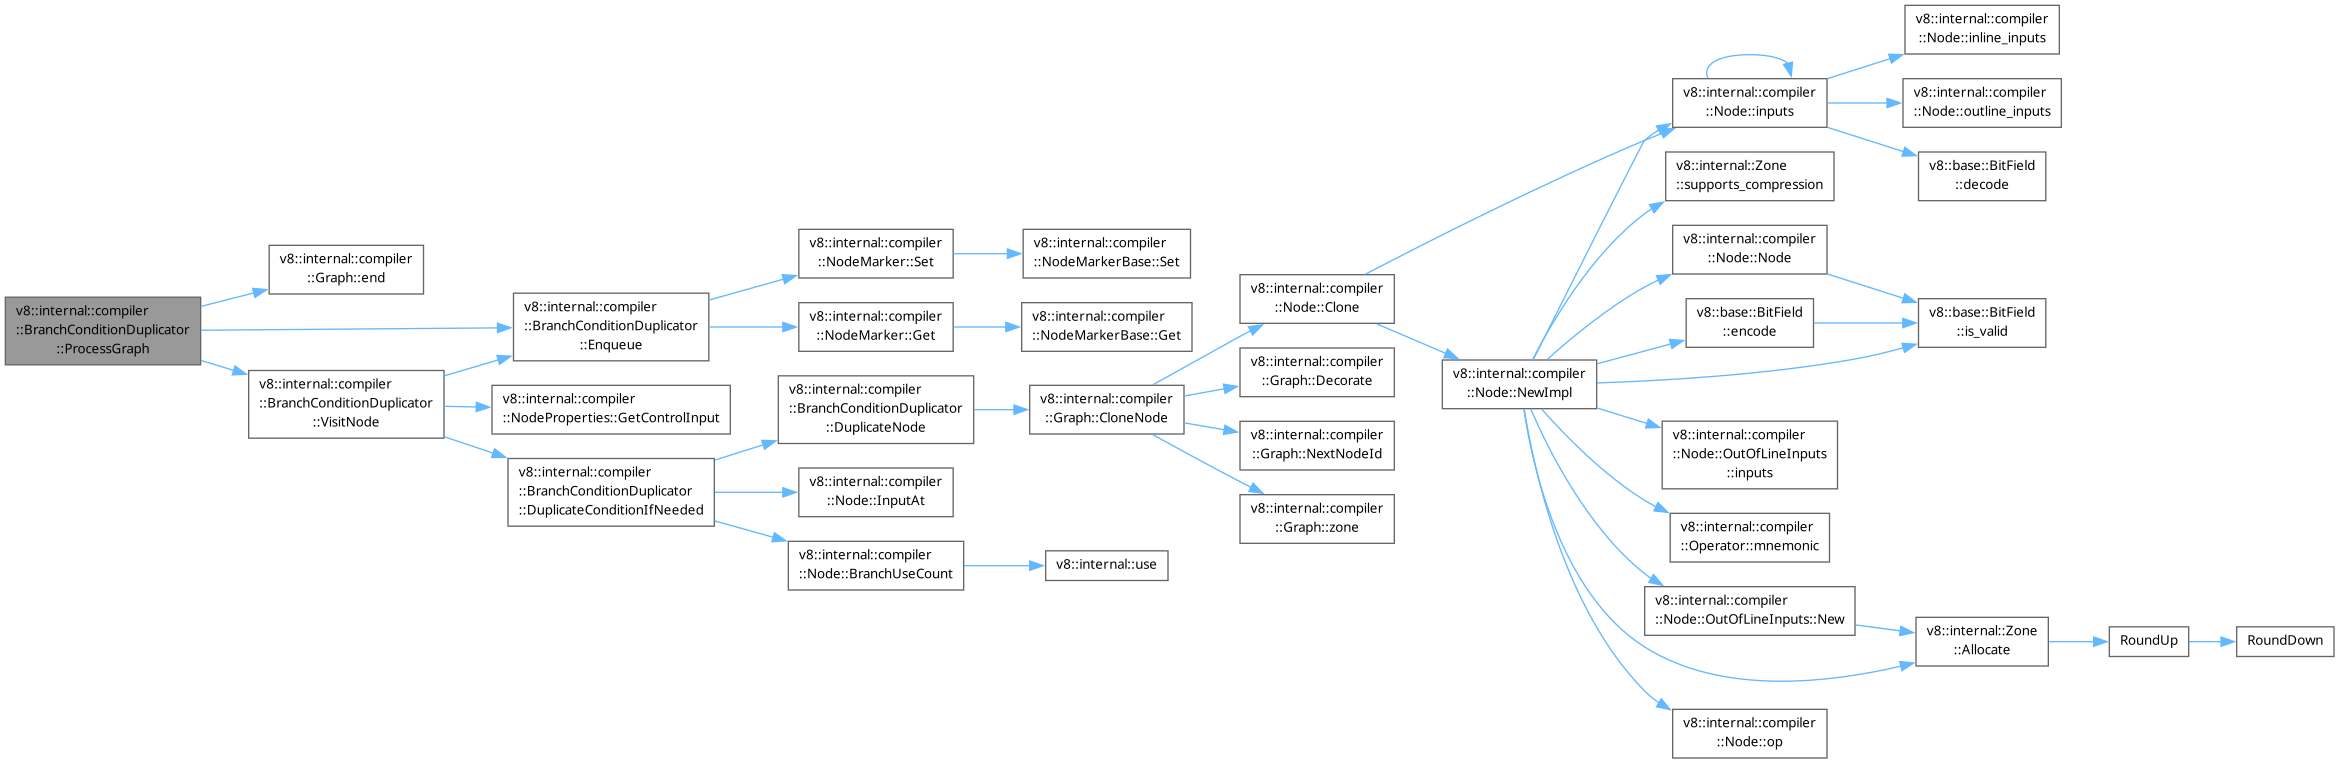 v8::internal::compiler
::BranchConditionDuplicator
::ProcessGraph
v8::internal::compiler
::Graph::end
v8::internal::compiler
::BranchConditionDuplicator
::VisitNode
v8::internal::compiler
::BranchConditionDuplicator
::Enqueue
v8::internal::compiler
::NodeProperties::GetControlInput
v8::internal::compiler
::BranchConditionDuplicator
::DuplicateConditionIfNeeded
v8::internal::compiler
::NodeMarker::Set
v8::internal::compiler
::NodeMarker::Get
v8::internal::compiler
::BranchConditionDuplicator
::DuplicateNode
v8::internal::compiler
::Node::InputAt
v8::internal::compiler
::Node::BranchUseCount
v8::internal::compiler
::NodeMarkerBase::Set
v8::internal::compiler
::NodeMarkerBase::Get
v8::internal::compiler
::Graph::CloneNode
v8::internal::use
v8::internal::compiler
::Node::Clone
v8::internal::compiler
::Graph::Decorate
v8::internal::compiler
::Graph::NextNodeId
v8::internal::compiler
::Graph::zone
v8::internal::compiler
::Node::NewImpl
v8::internal::compiler
::Node::inputs
v8::internal::Zone
::supports_compression
v8::internal::compiler
::Node::Node
v8::base::BitField
::encode
v8::internal::compiler
::Node::OutOfLineInputs
::inputs
v8::internal::compiler
::Operator::mnemonic
v8::internal::compiler
::Node::OutOfLineInputs::New
v8::internal::compiler
::Node::op
v8::internal::compiler
::Node::inline_inputs
v8::internal::compiler
::Node::outline_inputs
v8::base::BitField
::decode
v8::base::BitField
::is_valid
v8::internal::Zone
::Allocate
RoundUp
RoundDown